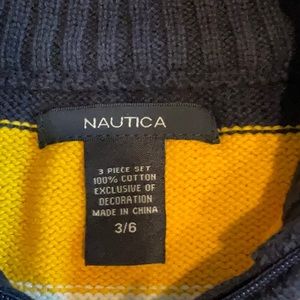 NAUTICA
3 PIECE SET
100% COTTON
EXCLUSIVE OF
DECORATION
MADE IN CHINA
3/6